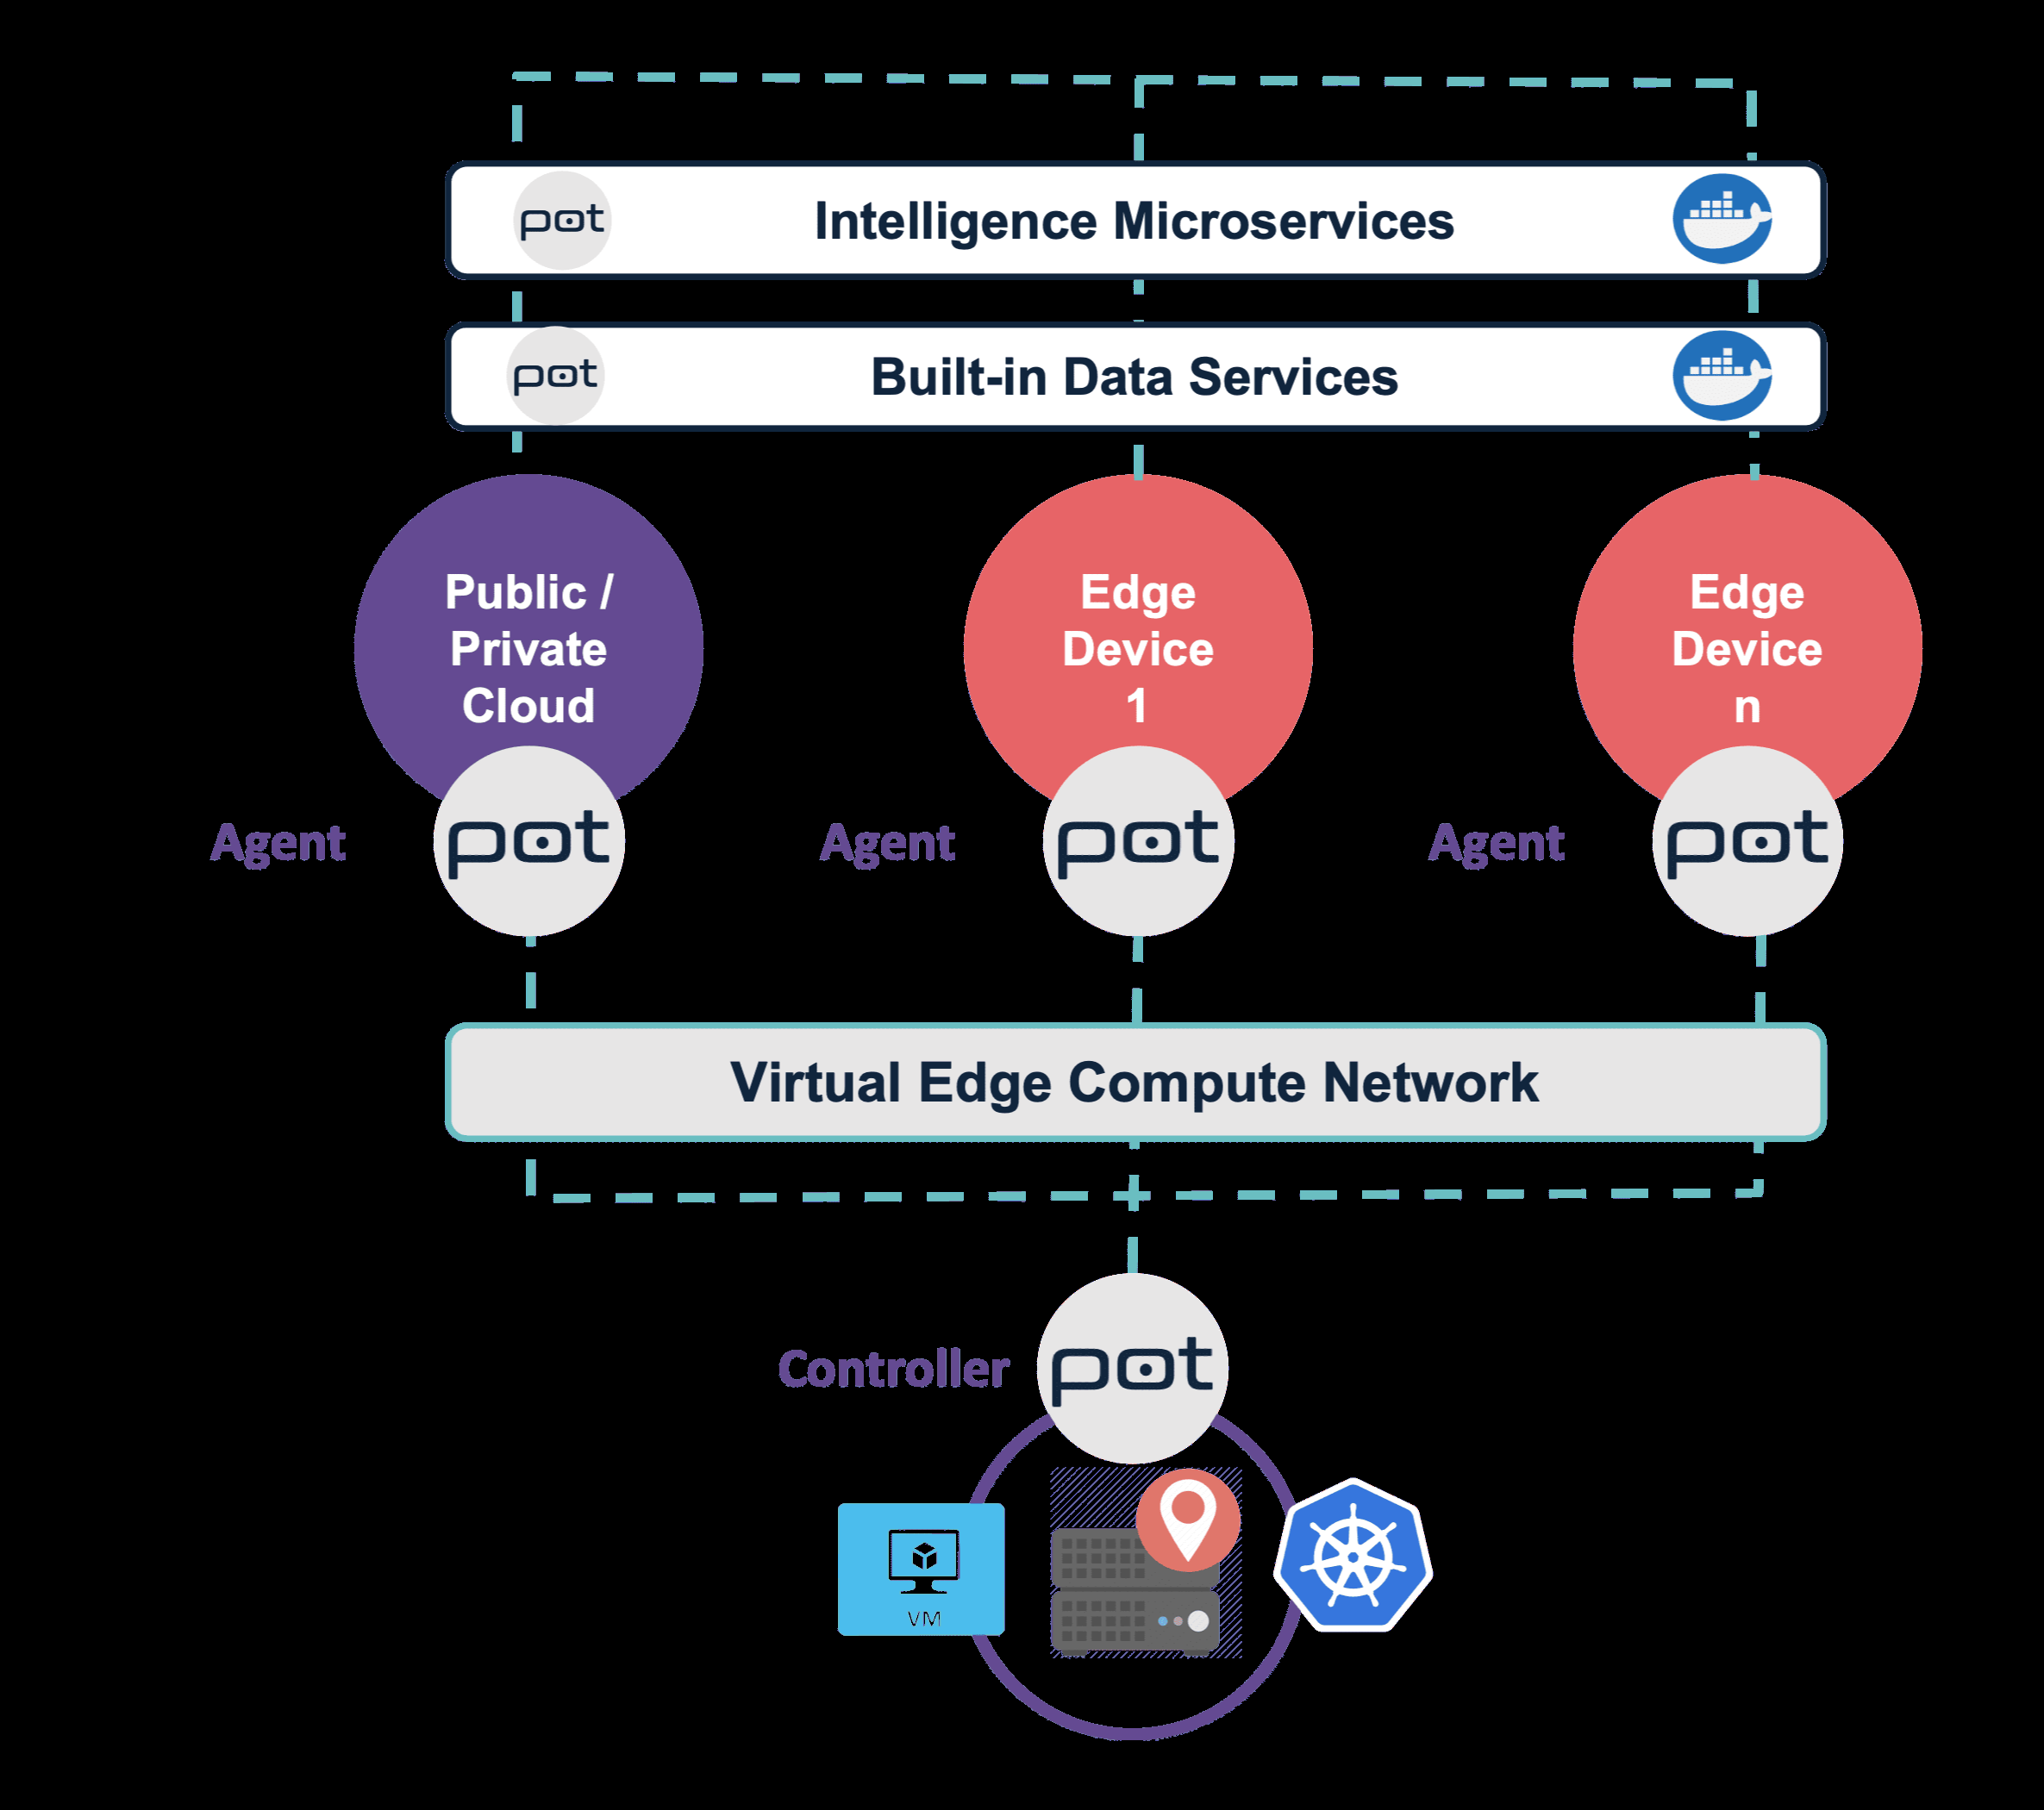 pot
Intelligence Microservices
pot
Built-in Data Services
Public /
Private
Cloud
Edge
Device
1
Edge
Device
n
Agent
pot
Agent
pot
Agent
pot
Virtual Edge Compute Network
Controller
pot
VM